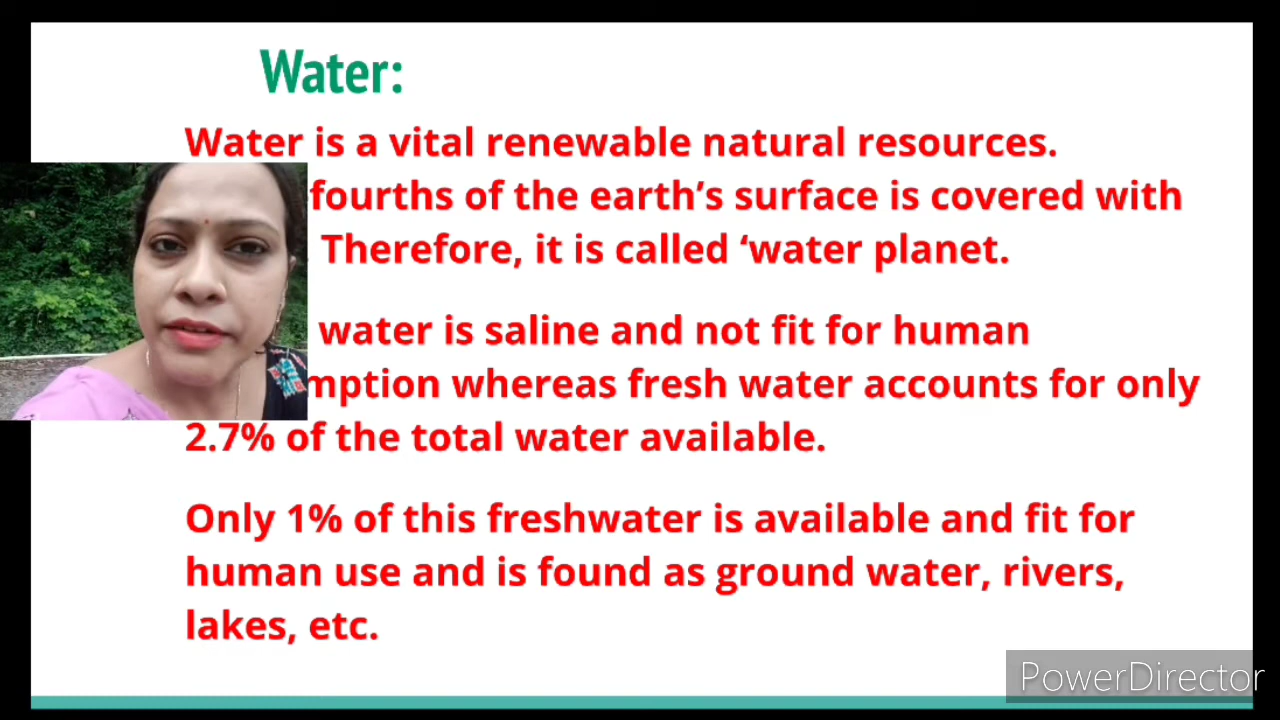 Water:
Water is a vital renewable natural resources.
fourths of the earth's surface is covered with
Therefore, it is called ‘water planet.
water is saline and not fit for human
mption whereas fresh water accounts for only
2.7% of the total water available.
Only 1% of this freshwater is available and fit for
human use and is found as ground water, rivers,
lakes, etc.
PowerDirector